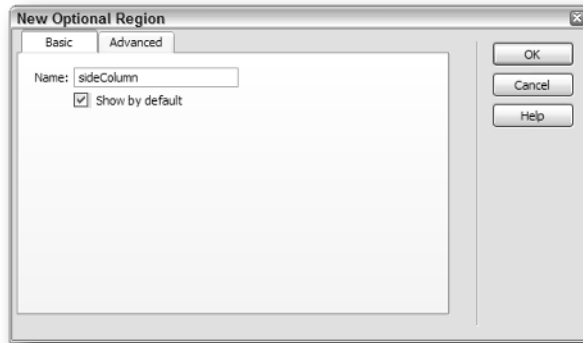 New Optional Region
Basic Advanced
OK
Name: sideColumn
Cancel
Show by default
Help